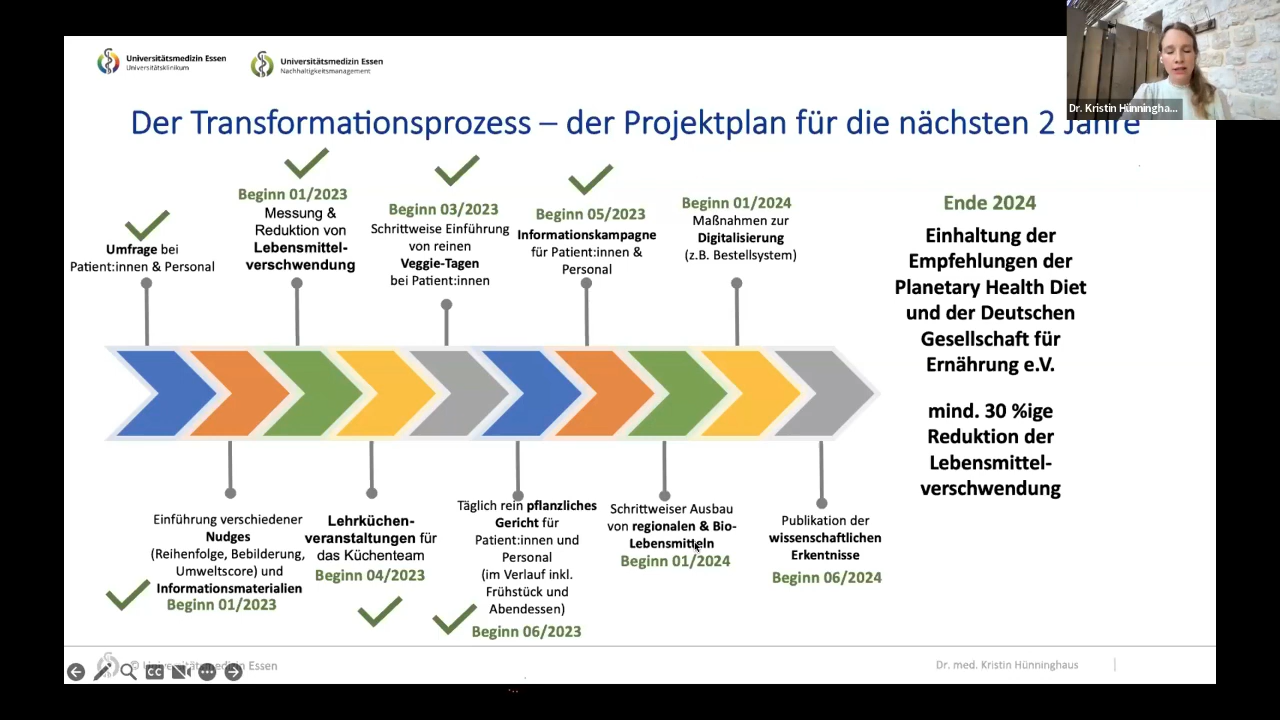 Universitätsmedizin Essen
Universitätsklinikum
Universitätsmedizin Essen
Nachhaltigkeitsmanagement
Dr. Kristin Hünningha...
Der Transformationsprozess – der Projektplan für die nächsten 2 Jahre
Umfrage bei
Patient:innen & Personal
Beginn 01/2023
Messung &
Reduktion von
Lebensmittel-
verschwendung
Beginn 03/2023
Schrittweise Einführung
von reinen
Veggie-Tagen
bei Patient:innen
Beginn 05/2023
Informationskampagne
für Patient:innen &
Personal
Beginn 01/2024
Maßnahmen zur
Digitalisierung
(z.B. Bestellsystem)
Ende 2024
Einhaltung der
Empfehlungen der
Planetary Health Diet
und der Deutschen
Gesellschaft für
Ernährung e.V.
mind. 30 %ige
Reduktion der
Lebensmittel-
verschwendung
Einführung verschiedener
Nudges
(Reihenfolge, Bebilderung,
Umweltscore) und
Informationsmaterialien
Beginn 01/2023
Lehrküchen-
veranstaltungen für
das Küchenteam
Beginn 04/2023
Täglich rein pflanzliches
Gericht für
Patient:innen und
Personal
(im Verlauf inkl.
Frühstück und
Abendessen)
Beginn 06/2023
Schrittweiser Ausbau
von regionalen & Bio-
Lebensmitteln
Beginn 01/2024
Publikation der
wissenschaftlichen
Erkentnisse
Beginn 06/2024
© Universitätsmedizin Essen
CC
Dr. med. Kristin Hünninghaus